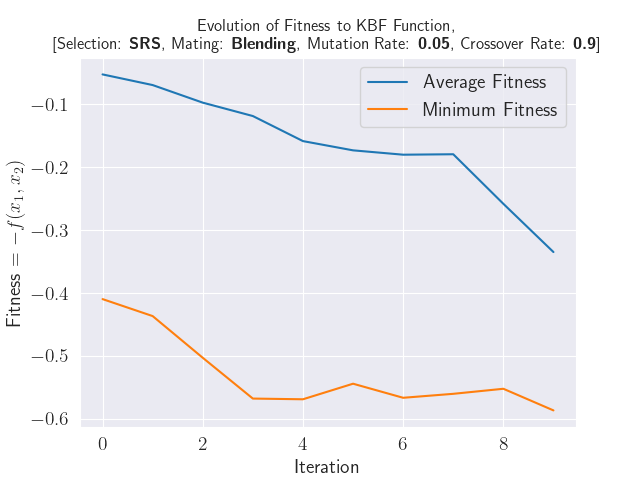 Evolution of Fitness to KBF Function,
[Selection: SRS, Mating: Blending, Mutation Rate: 0.05, Crossover Rate: 0.9]
Average Fitness
Minimum Fitness
Fitness = −f(x₁, x₂)
−0.1
−0.2
−0.3
−0.4
−0.5
−0.6
0 2 4 6 8
Iteration